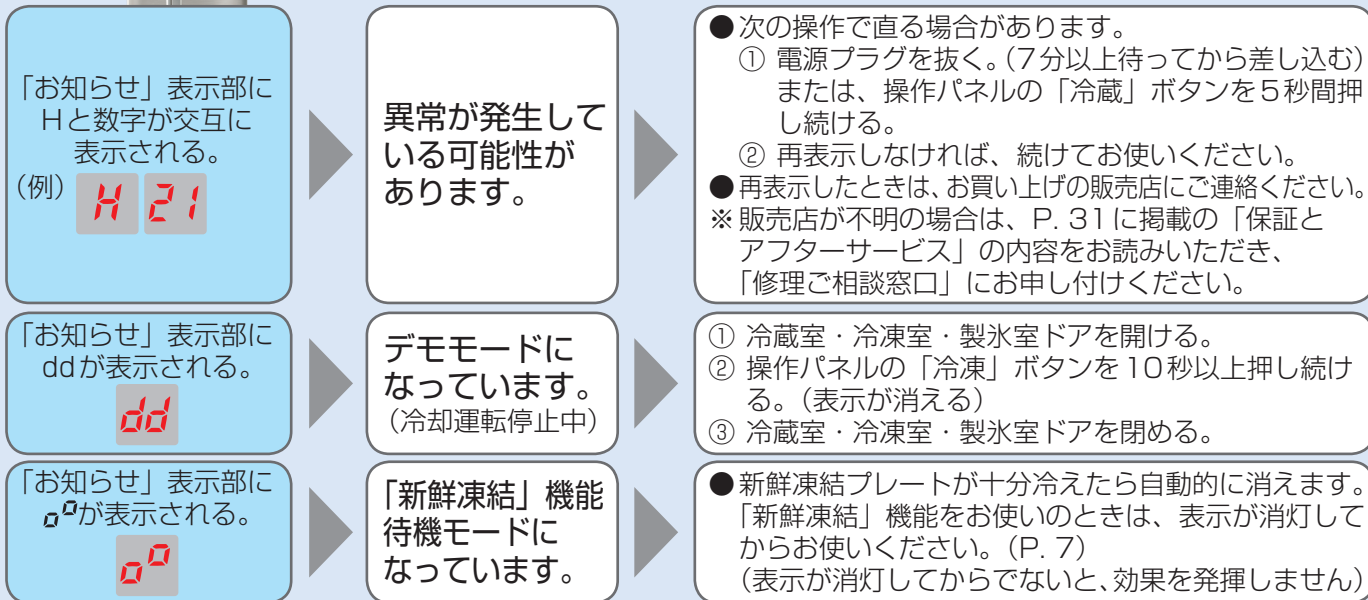 「お知らせ」表示部に
Hと数字が交互に
表示される。
(例) H 21
異常が発生して
いる可能性が
あります。
●次の操作で直る場合があります。
① 電源プラグを抜く。(7分以上待ってから差し込む)
または、操作パネルの「冷蔵」ボタンを5秒間押
し続ける。
② 再表示しなければ、続けてお使いください。
●再表示したときは、お買い上げの販売店にご連絡ください。
※販売店が不明の場合は、P. 31に掲載の「保証と
アフターサービス」の内容をお読みいただき、
「修理ご相談窓口」にお申し付けください。
「お知らせ」表示部に
ddが表示される。
dd
デモモードに
なっています。
(冷却運転停止中)
① 冷蔵室・冷凍室・製氷室ドアを開ける。
② 操作パネルの「冷凍」ボタンを10秒以上押し続け
る。(表示が消える)
③ 冷蔵室・冷凍室・製氷室ドアを閉める。
「お知らせ」表示部に
oºが表示される。
oº
「新鮮凍結」機能
待機モードに
なっています。
●新鮮凍結プレートが十分冷えたら自動的に消えます。
「新鮮凍結」機能をお使いのときは、表示が消灯して
からお使いください。(P. 7)
(表示が消灯してからでないと、効果を発揮しません)